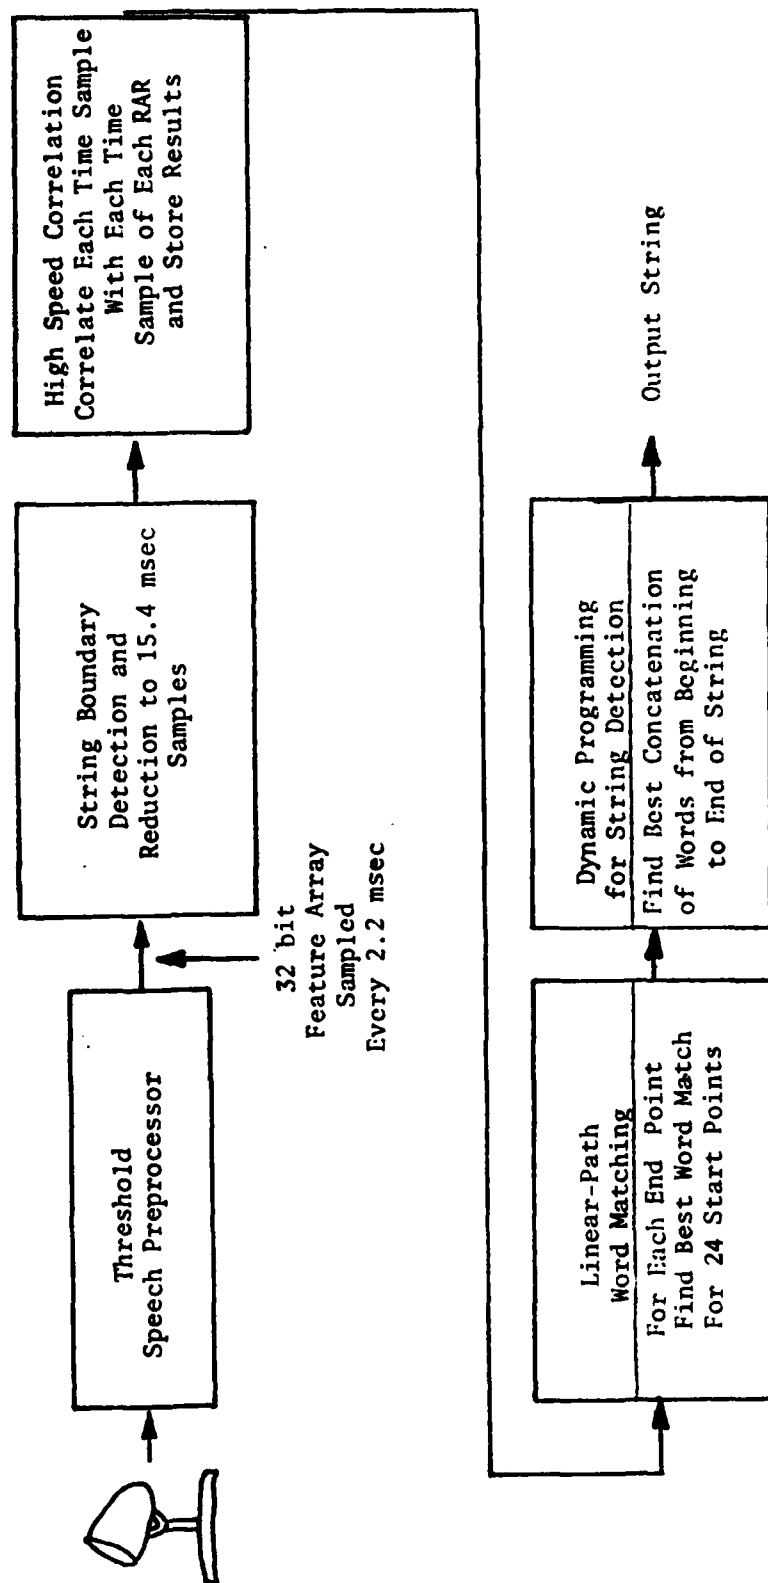 Threshold
Speech Preprocessor
32 bit
Feature Array
Sampled
Every 2.2 msec
String Boundary
Detection and
Reduction to 15.4 msec
Samples
High Speed Correlation
Correlate Each Time Sample
With Each Time
Sample of Each RAR
and Store Results
Linear-Path
Word Matching
For Each End Point
Find Best Word Match
For 24 Start Points
Dynamic Programming
for String Detection
Find Best Concatenation
of Words from Beginning
to End of String
Output String